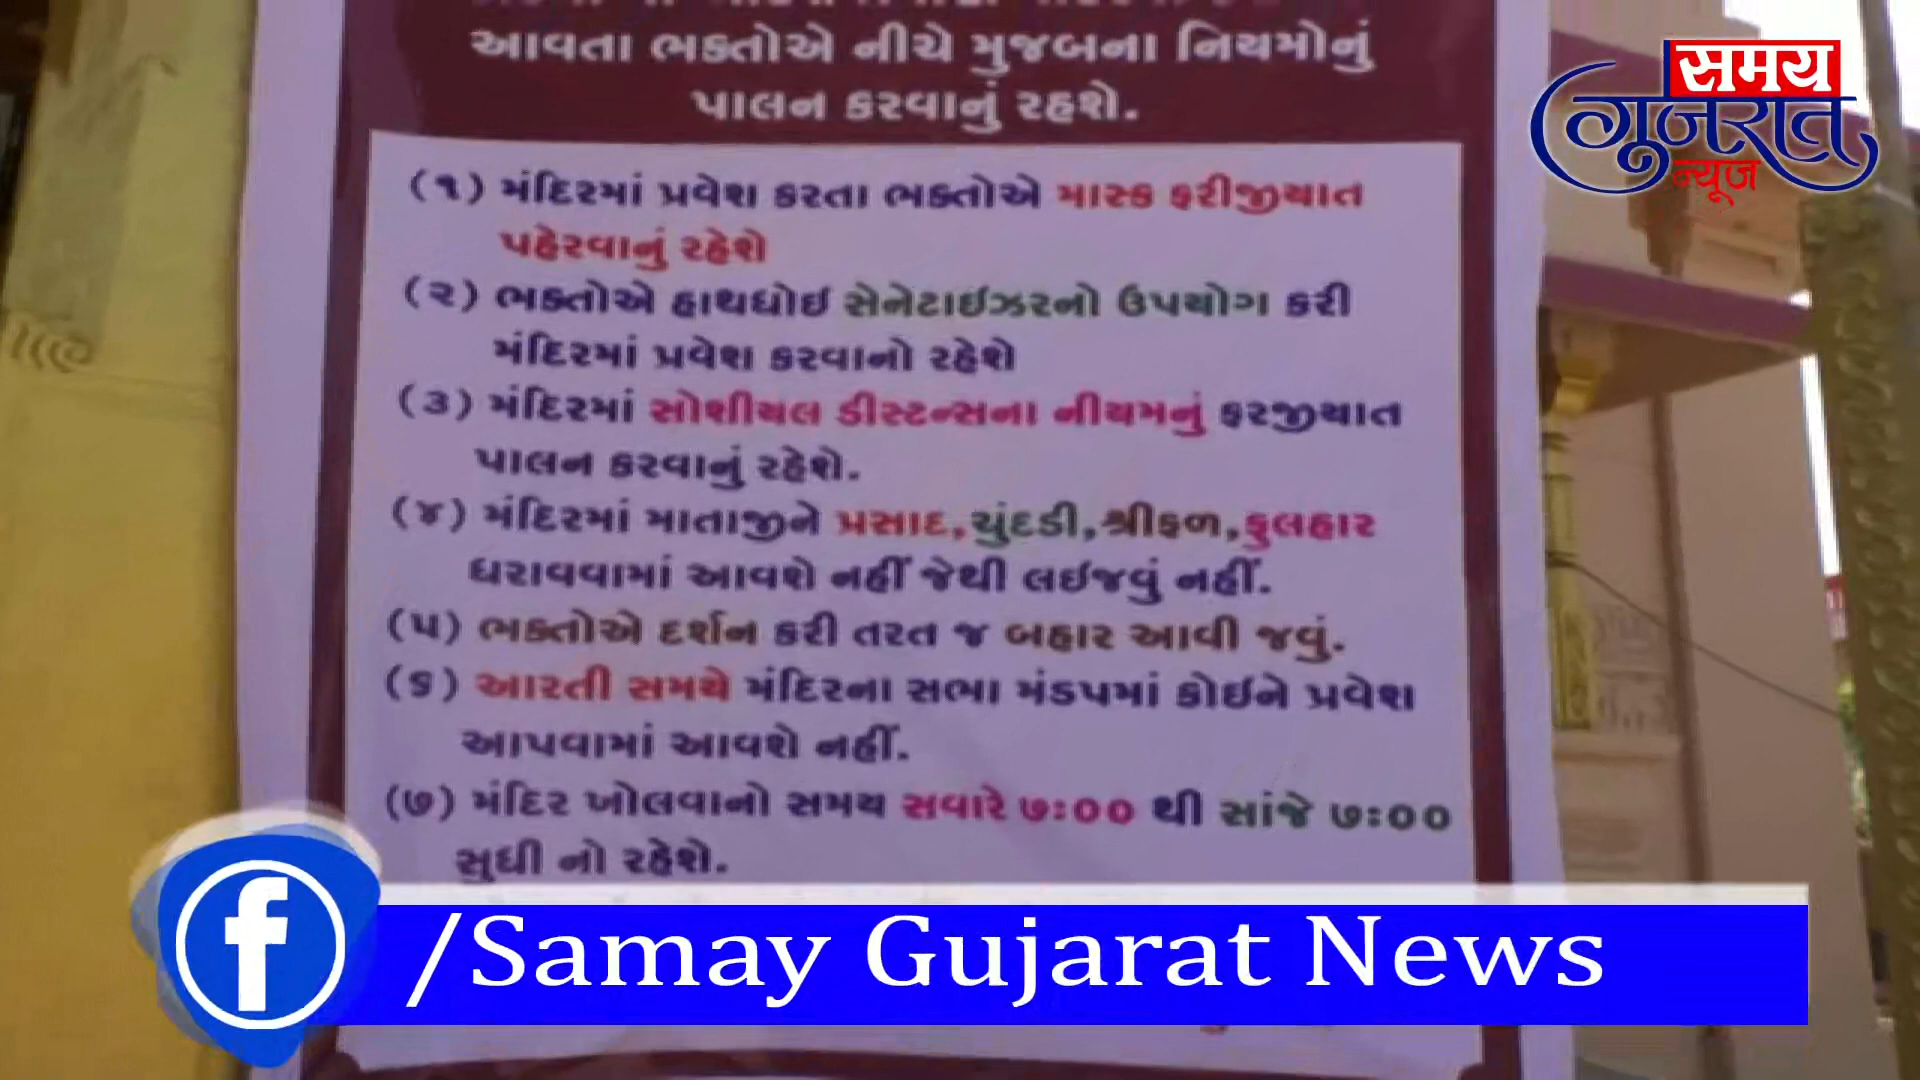 આવતા ભક્તોએ નીચે મુજબના નિયમોનું
પાલન કરવાનું રહશે.
(૧) મંદિરમાં પ્રવેશ કરતા ભક્તોએ માસ્ક ફરીજીયાત
પહેરવાનું રહેશે
(૨) ભક્તોએ હાથધોઇ સેનેટાઈઝરનો ઉપયોગ કરી
મંદિરમાં પ્રવેશ કરવાનો રહેશે
(૩) મંદિરમાં સોશીયલ ડીસ્ટન્સના નીયમનું ફરજીયાત
પાલન કરવાનું રહેશે.
(૪) મંદિરમાં માતાજીને પ્રસાદ,ચુંદડી,શ્રીફળ,ફુલહાર
ધરાવવામાં આવશે નહીં જેથી લઇજવું નહીં.
(૫) ભક્તોએ દર્શન કરી તરત જ બહાર આવી જવું.
(૬) આરતી સમયે મંદિરના સભા મંડપમાં કોઇને પ્રવેશ
આપવામાં આવશે નહીં.
(૭) મંદિર ખોલવાનો સમય સવારે ૭:૦૦ થી સાંજે ૭:૦૦
સુધી નો રહેશે.
समय
गुजरात
न्यूज
f
/Samay Gujarat News